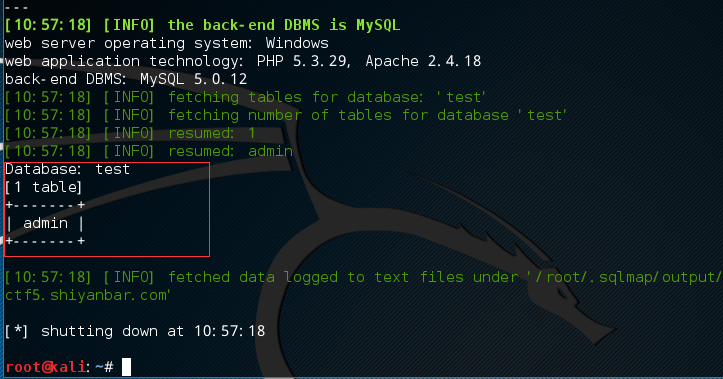 ---
[10:57:18] [INFO] the back-end DBMS is MySQL
web server operating system: Windows
web application technology: PHP 5.3.29, Apache 2.4.18
back-end DBMS: MySQL 5.0.12
[10:57:18] [INFO] fetching tables for database: 'test'
[10:57:18] [INFO] fetching number of tables for database 'test'
[10:57:18] [INFO] resumed: 1
[10:57:18] [INFO] resumed: admin
Database: test
[1 table]
+-------+
| admin |
+-------+
[10:57:18] [INFO] fetched data logged to text files under '/root/.sqlmap/output/
ctf5.shiyanbar.com'
[*] shutting down at 10:57:18
root@kali:~#